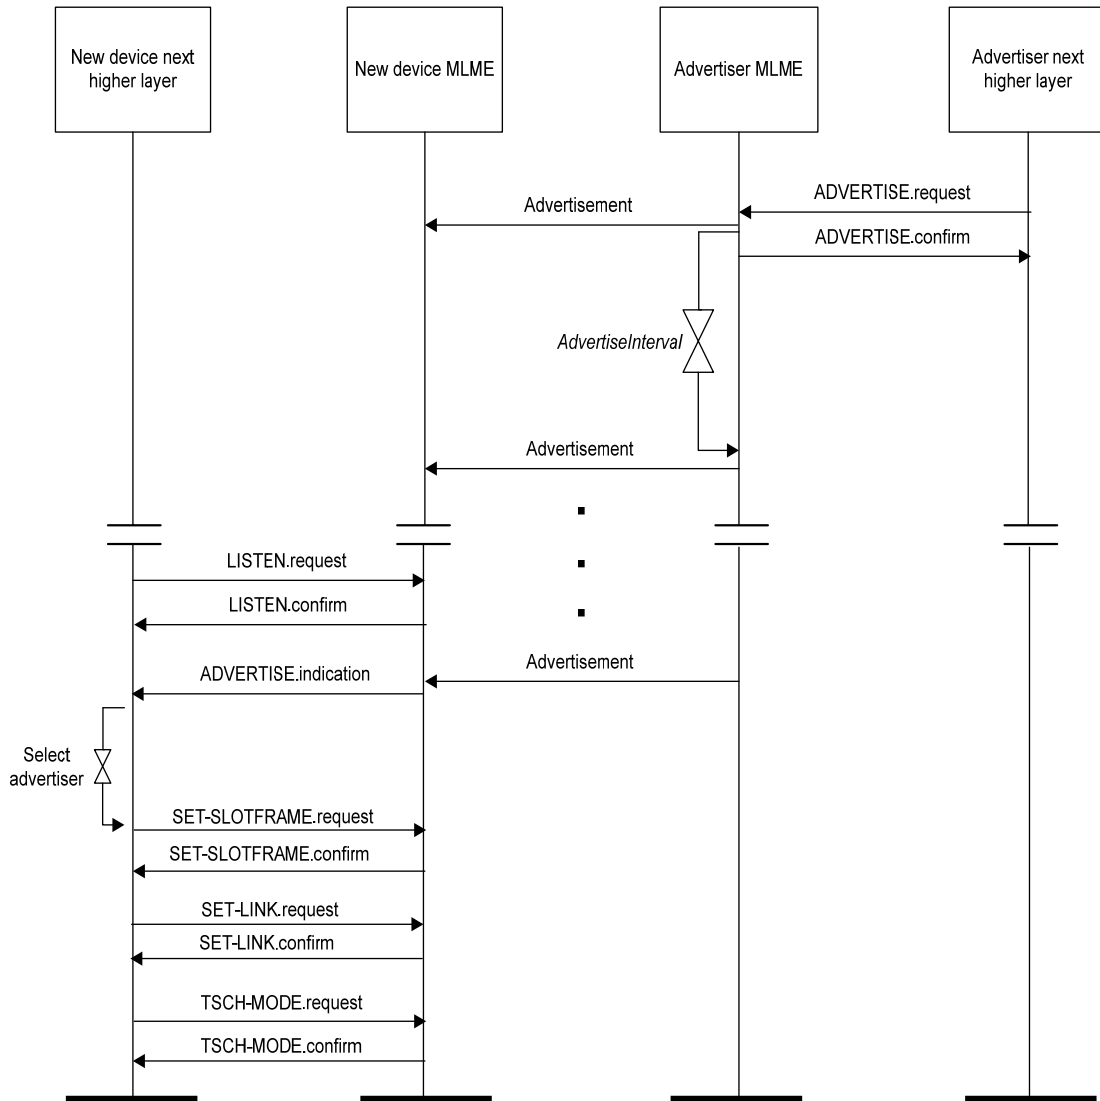 New device next
higher layer
New device MLME
Advertiser MLME
Advertiser next
higher layer
ADVERTISE.request
Advertisement
ADVERTISE.confirm
AdvertiseInterval
Advertisement
LISTEN.request
LISTEN.confirm
Advertisement
ADVERTISE.indication
Select
advertiser
SET-SLOTFRAME.request
SET-SLOTFRAME.confirm
SET-LINK.request
SET-LINK.confirm
TSCH-MODE.request
TSCH-MODE.confirm